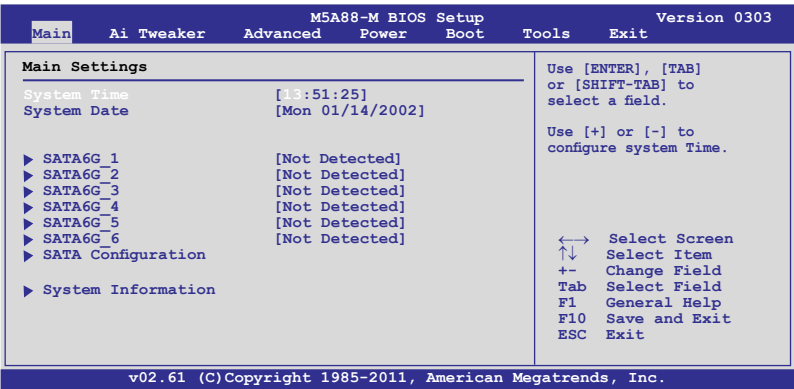 M5A88-M BIOS Setup Version 0303
Main Ai Tweaker Advanced Power Boot Tools Exit
Main Settings
System Time [13:51:25]
System Date [Mon 01/14/2002]
SATA6G_1 [Not Detected]
SATA6G_2 [Not Detected]
SATA6G_3 [Not Detected]
SATA6G_4 [Not Detected]
SATA6G_5 [Not Detected]
SATA6G_6 [Not Detected]
SATA Configuration
System Information
Use [ENTER], [TAB]
or [SHIFT-TAB] to
select a field.
Use [+] or [-] to
configure system Time.
←→ Select Screen
↑↓ Select Item
+- Change Field
Tab Select Field
F1 General Help
F10 Save and Exit
ESC Exit
v02.61 (C)Copyright 1985-2011, American Megatrends, Inc.